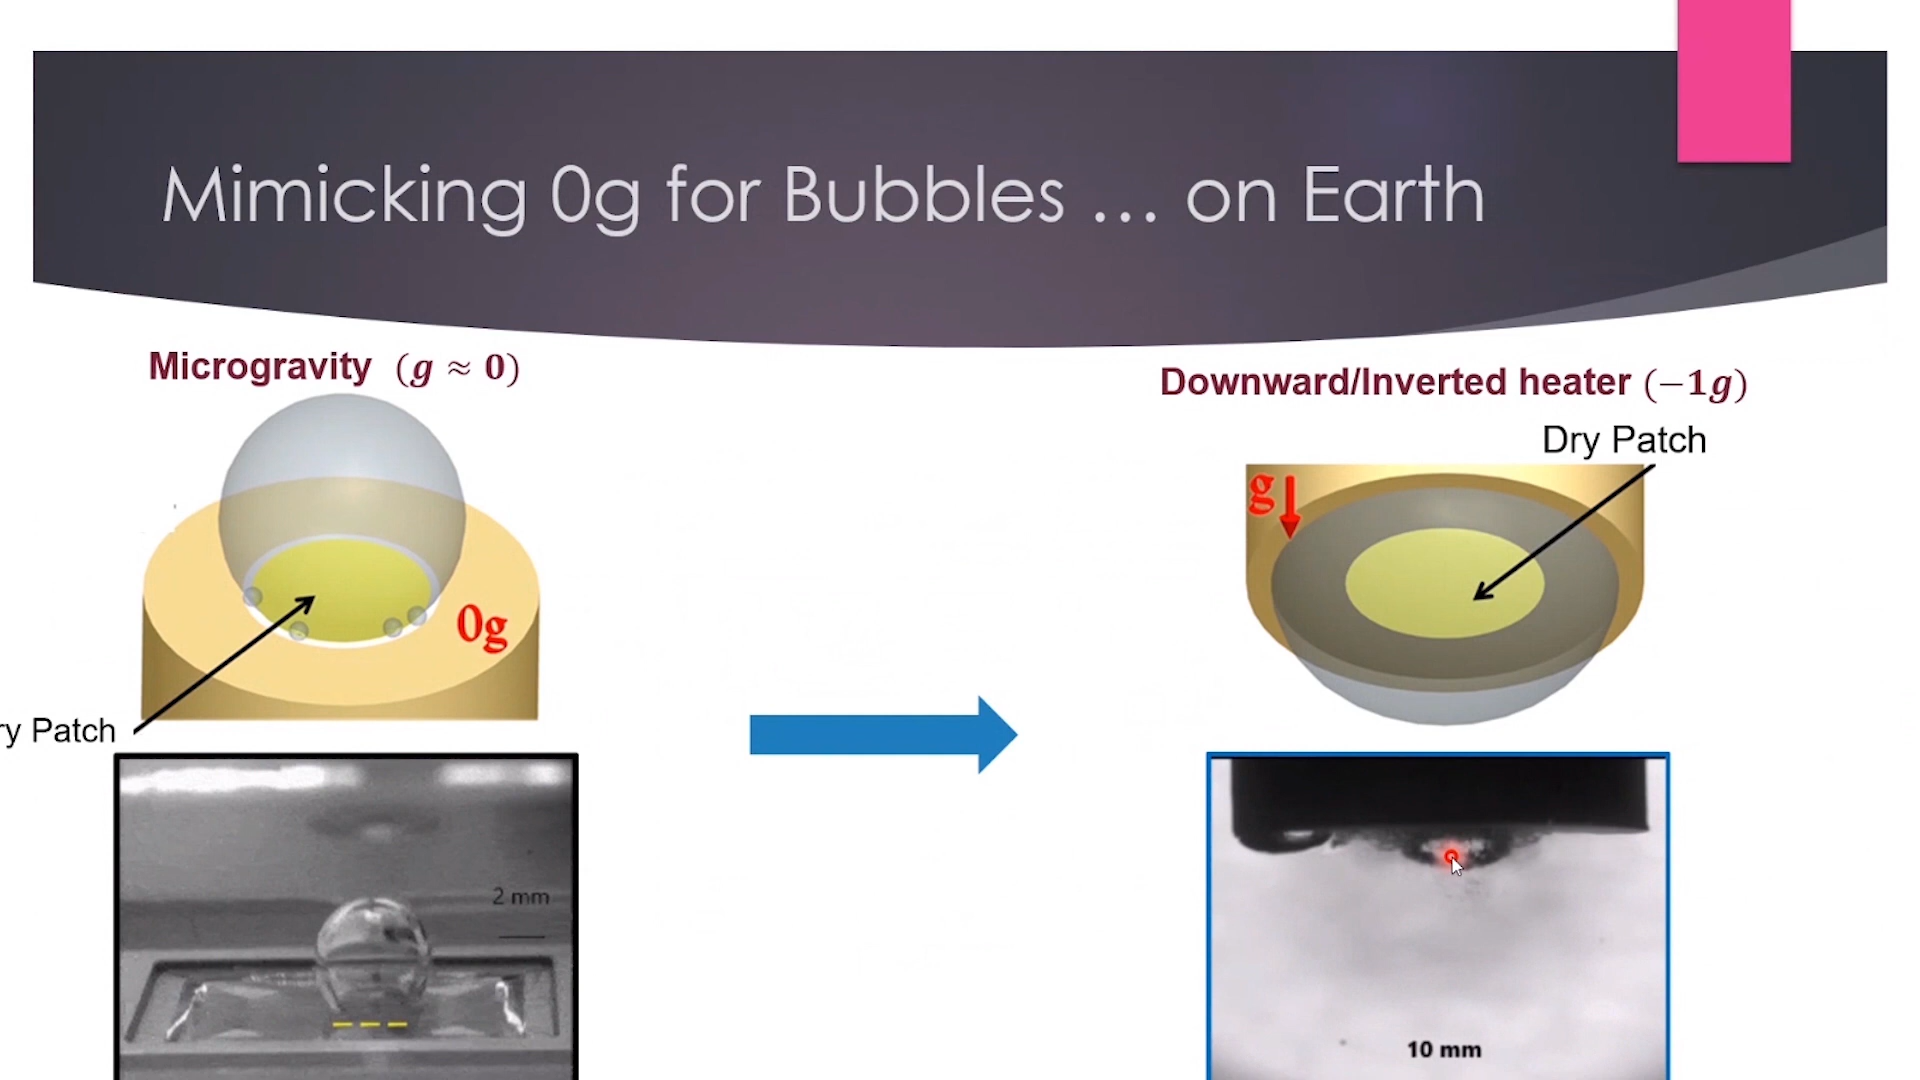 Mimicking 0g for Bubbles … on Earth
Microgravity (g ≈ 0)
Downward/Inverted heater (−1g)
Dry Patch
g
0g
ry Patch
2 mm
10 mm